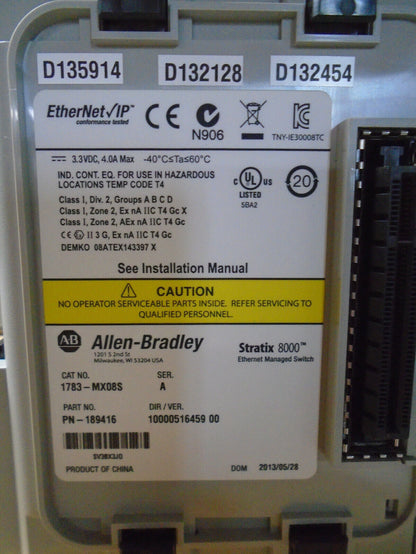 D135914 D132128 D132454
EtherNet/IP™
conformance tested
N906
TNY-IE30008TC
3.3VDC, 4.0A Max -40°C≤Ta≤60°C
IND. CONT. EQ. FOR USE IN HAZARDOUS
LOCATIONS TEMP CODE T4
Class I, Div. 2, Groups A B C D
Class I, Zone 2, Ex nA IIC T4 Gc X
Class I, Zone 2, AEx nA IIC T4 Gc
II 3 G, Ex nA IIC T4 Gc
DEMKO 08ATEX143397 X
c UL us
LISTED
5BA2
20
See Installation Manual
CAUTION
NO OPERATOR SERVICEABLE PARTS INSIDE. REFER SERVICING TO
QUALIFIED PERSONNEL.
AB Allen-Bradley
1201 S 2nd St
Milwaukee, WI 53204 USA
Stratix 8000™
Ethernet Managed Switch
CAT NO. SER.
1783-MX08S A
PART NO. DIR / VER.
PN-189416 10000516459 00
PRODUCT OF CHINA
DOM 2013/05/28